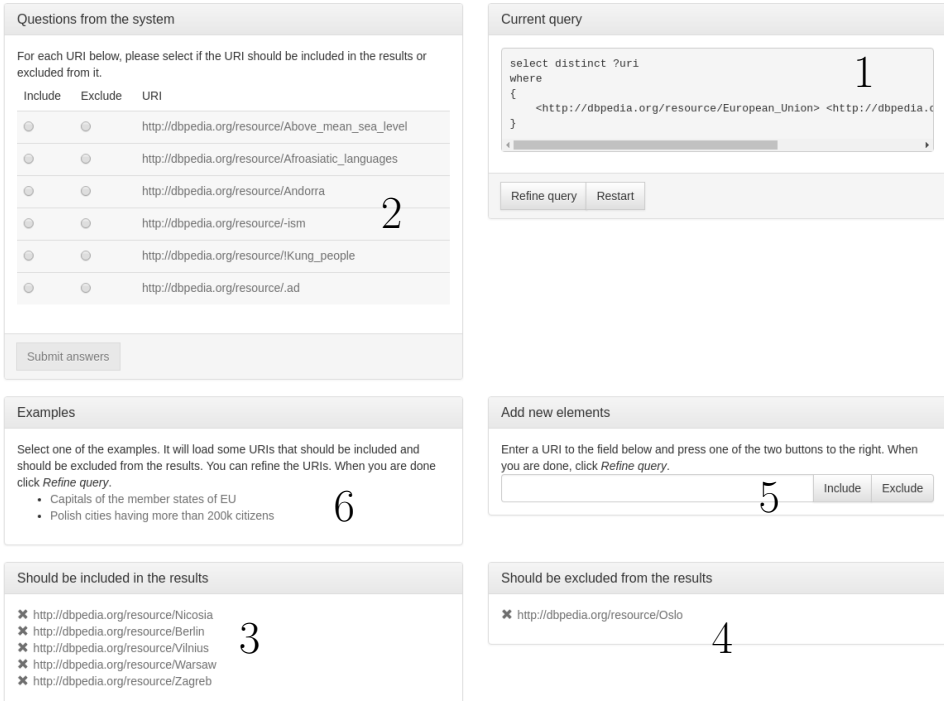 Questions from the system
For each URI below, please select if the URI should be included in the results or
excluded from it.
Include Exclude URI
http://dbpedia.org/resource/Above_mean_sea_level
http://dbpedia.org/resource/Afroasiatic_languages
http://dbpedia.org/resource/Andorra
http://dbpedia.org/resource/-ism
http://dbpedia.org/resource/!Kung_people
http://dbpedia.org/resource/.ad
2
Submit answers
Current query
select distinct ?uri
where
{
<http://dbpedia.org/resource/European_Union> <http://dbpedia.
}
1
Refine query Restart
Examples
Select one of the examples. It will load some URIs that should be included and
should be excluded from the results. You can refine the URIs. When you are done
click Refine query.
• Capitals of the member states of EU
• Polish cities having more than 200k citizens
6
Add new elements
Enter a URI to the field below and press one of the two buttons to the right. When
you are done, click Refine query.
Include Exclude
5
Should be included in the results
✖ http://dbpedia.org/resource/Nicosia
✖ http://dbpedia.org/resource/Berlin
✖ http://dbpedia.org/resource/Vilnius
✖ http://dbpedia.org/resource/Warsaw
✖ http://dbpedia.org/resource/Zagreb
3
Should be excluded from the results
✖ http://dbpedia.org/resource/Oslo
4